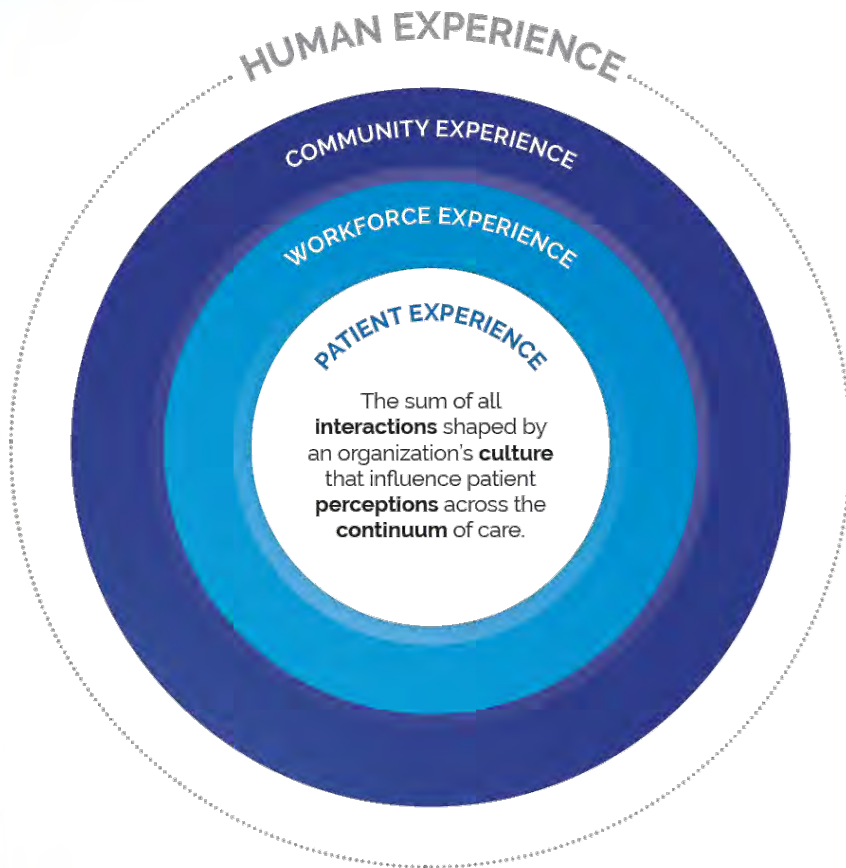 HUMAN EXPERIENCE
COMMUNITY EXPERIENCE
WORKFORCE EXPERIENCE
PATIENT EXPERIENCE
The sum of all
interactions shaped by
an organization's culture
that influence patient
perceptions across the
continuum of care.